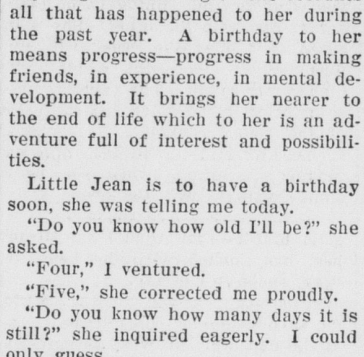 all that has happened to her during
the past year. A birthday to her
means progress—progress in making
friends, in experience, in mental de-
velopment. It brings her nearer to
the end of life which to her is an ad-
venture full of interest and possibili-
ties.
Little Jean is to have a birthday
soon, she was telling me today.
"Do you know how old I'll be?" she
asked.
"Four," I ventured.
"Five," she corrected me proudly.
"Do you know how many days it is
still?" she inquired eagerly. I could
only guess